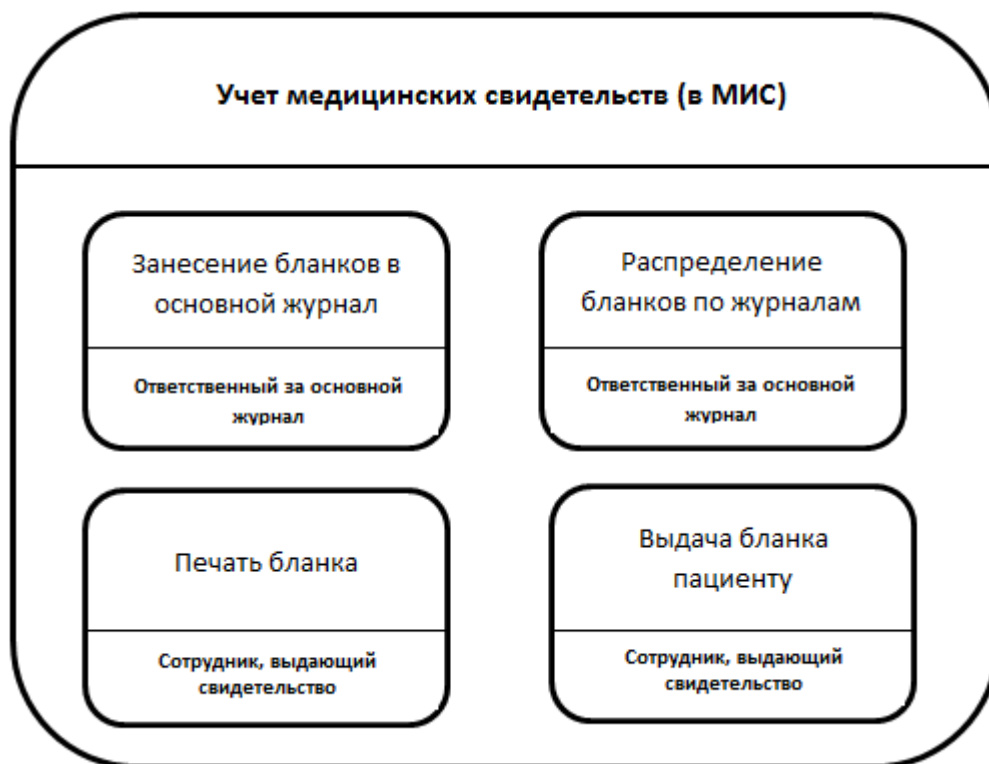 Учет медицинских свидетельств (в МИС)
Занесение бланков в
основной журнал
Ответственный за основной
журнал
Распределение
бланков по журналам
Ответственный за основной
журнал
Печать бланка
Сотрудник, выдающий
свидетельство
Выдача бланка
пациенту
Сотрудник, выдающий
свидетельство